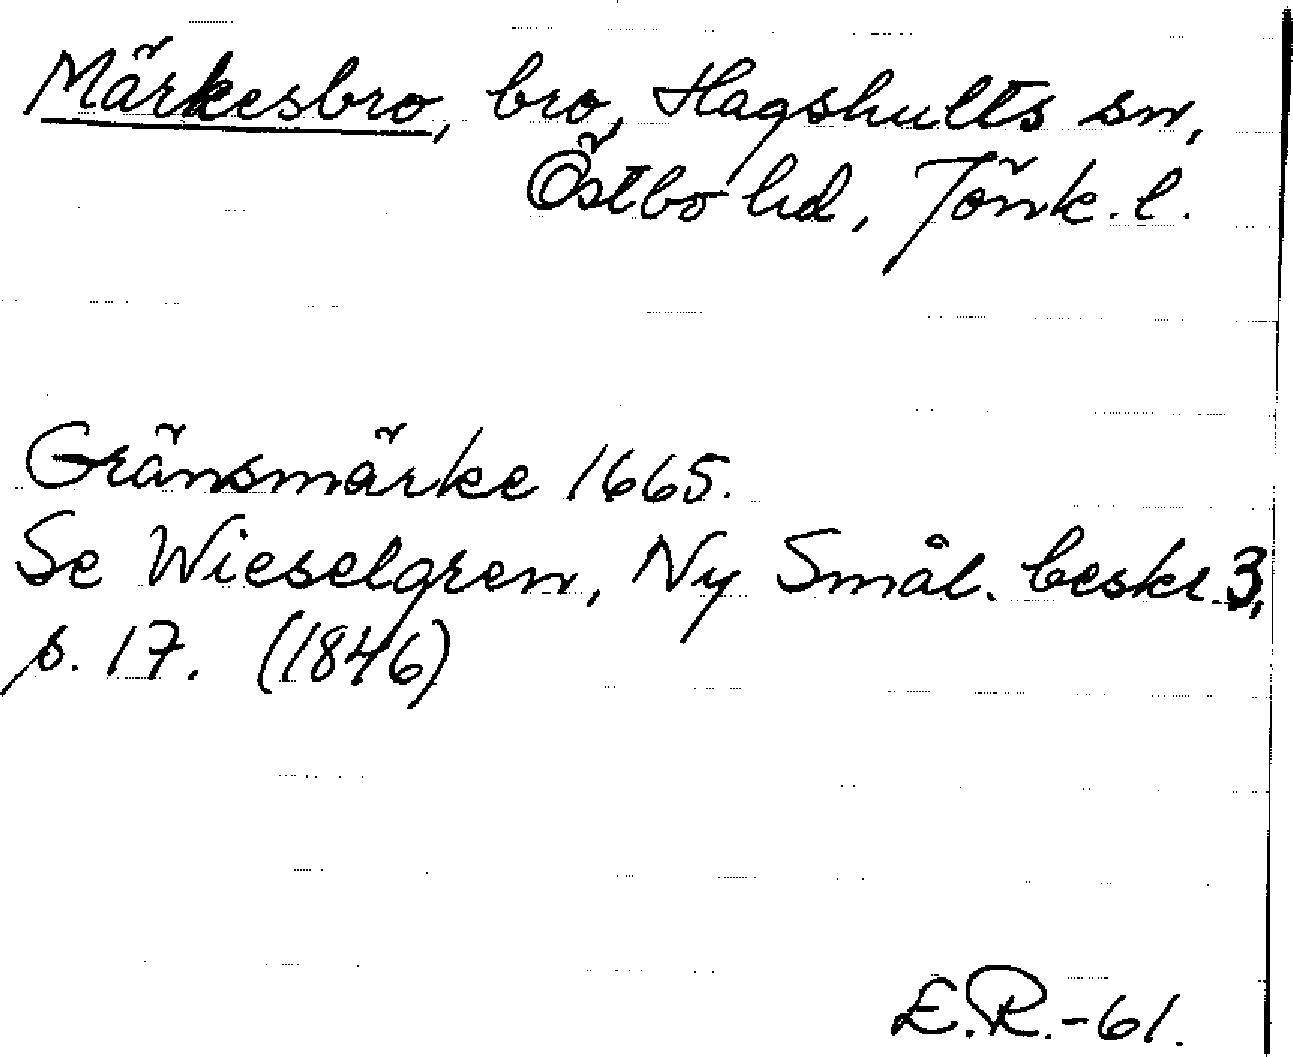 Märkesbro, bro, Hagshults sn,
Östbo hd, Jönk. l.
Gränsmärke 1665.
Se Wieselgren, Ny Smål. beskr. 3,
s. 17. (1846)
E.R.-61.